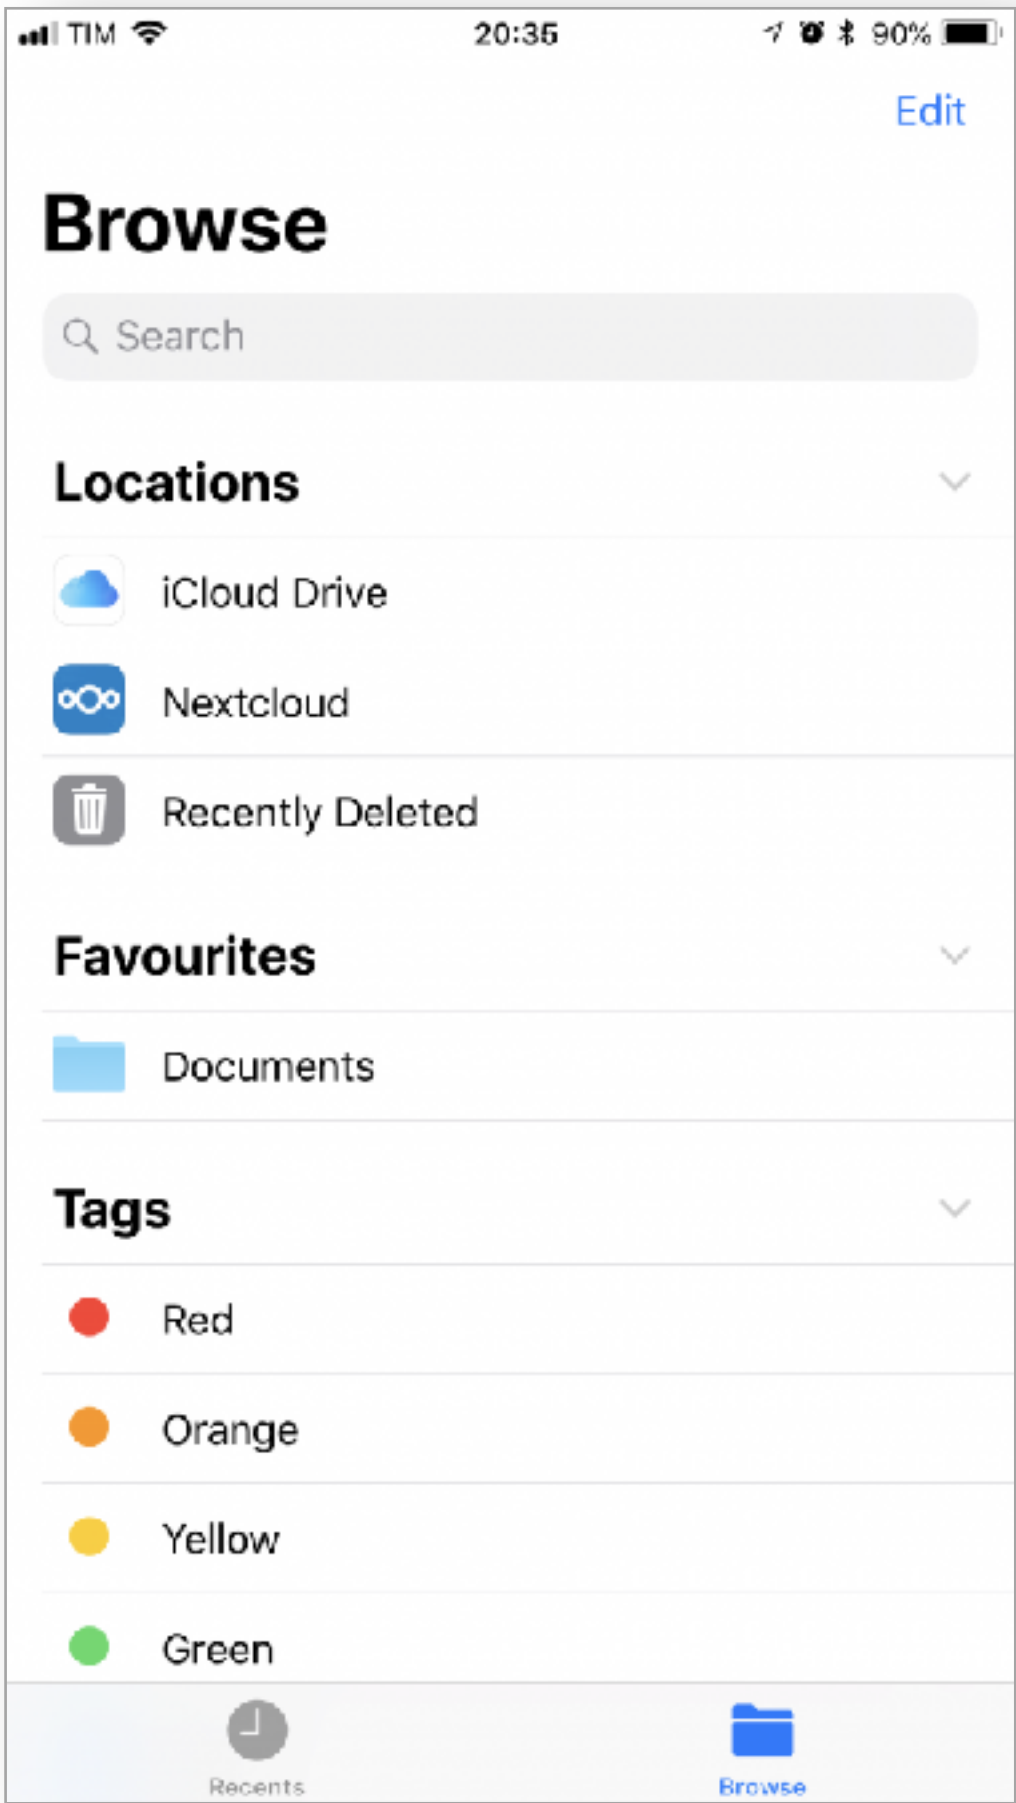 TIM 20:35 90%
Edit
Browse
Search
Locations
iCloud Drive
Nextcloud
Recently Deleted
Favourites
Documents
Tags
Red
Orange
Yellow
Green
Recents Browse